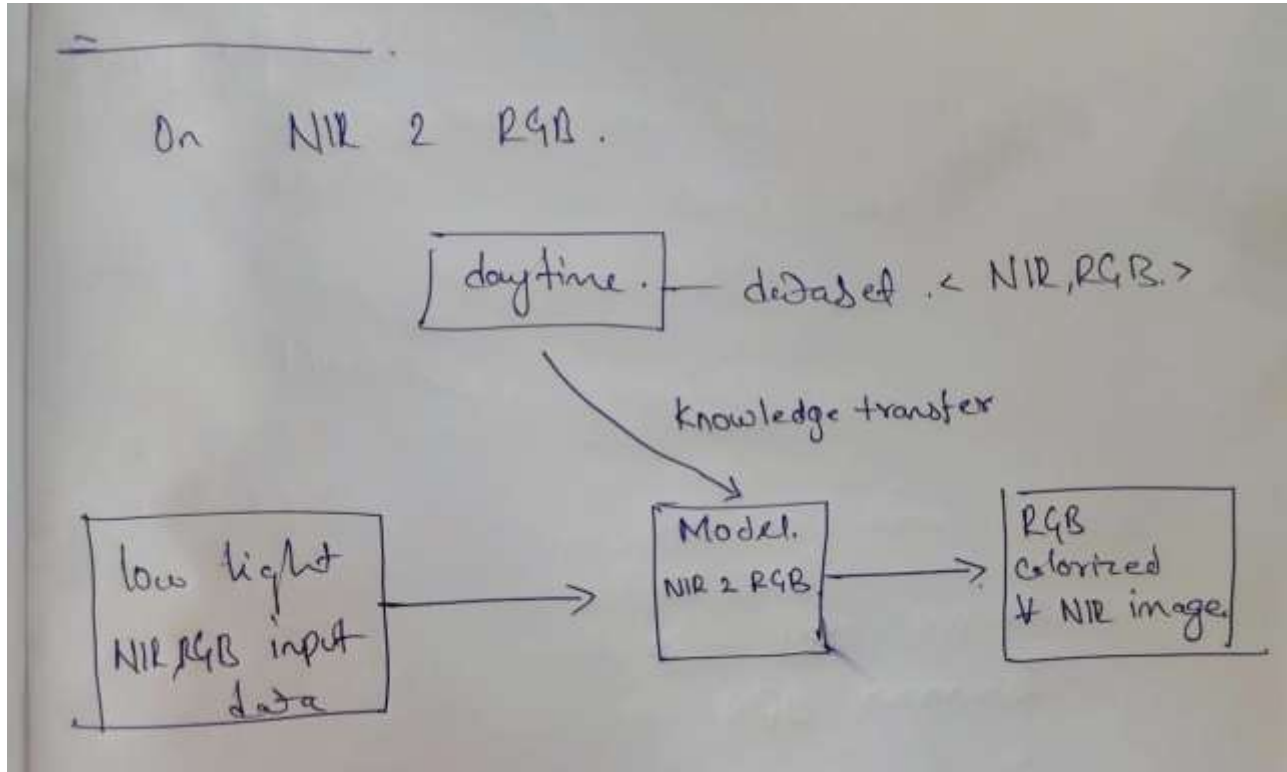 On NIR 2 RGB.
daytime. dataset . < NIR, RGB. >
knowledge transfer
low light
NIR,RGB input
data
Model.
NIR 2 RGB
RGB
colorized
∀ NIR image.